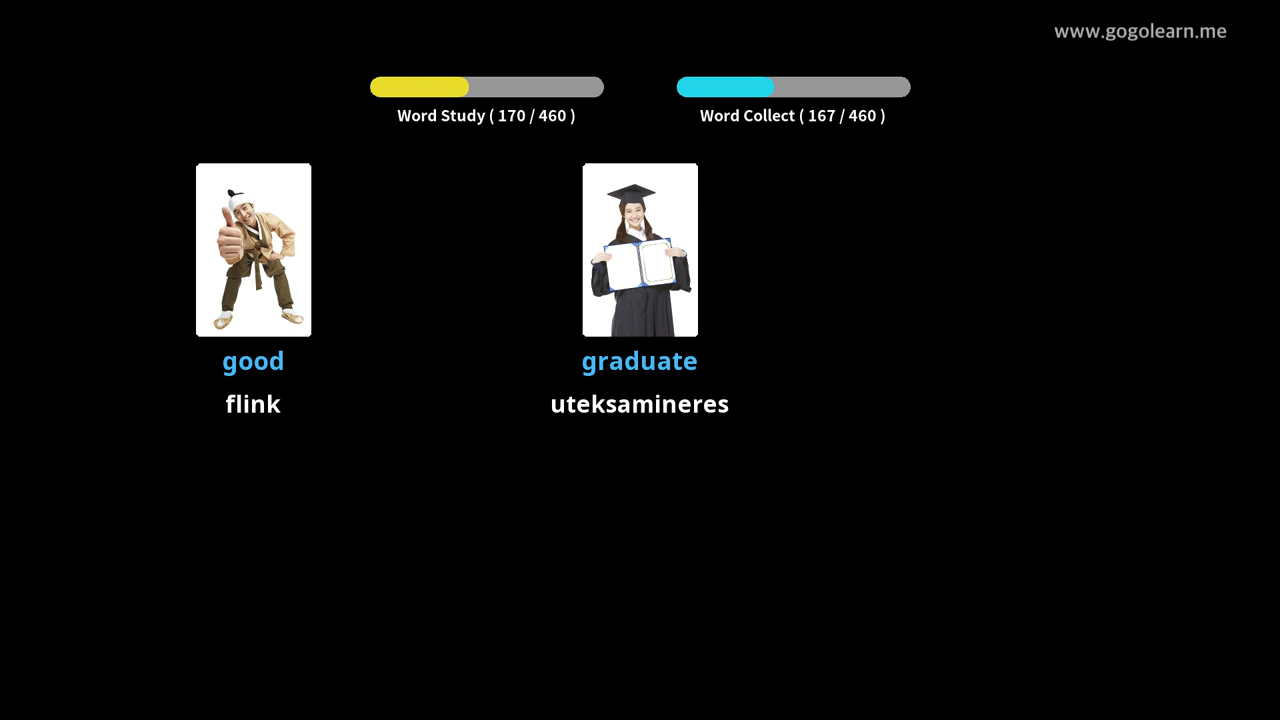 www.gogolearn.me
Word Study ( 170 / 460 )
Word Collect ( 167 / 460 )
good
graduate
flink
uteksamineres